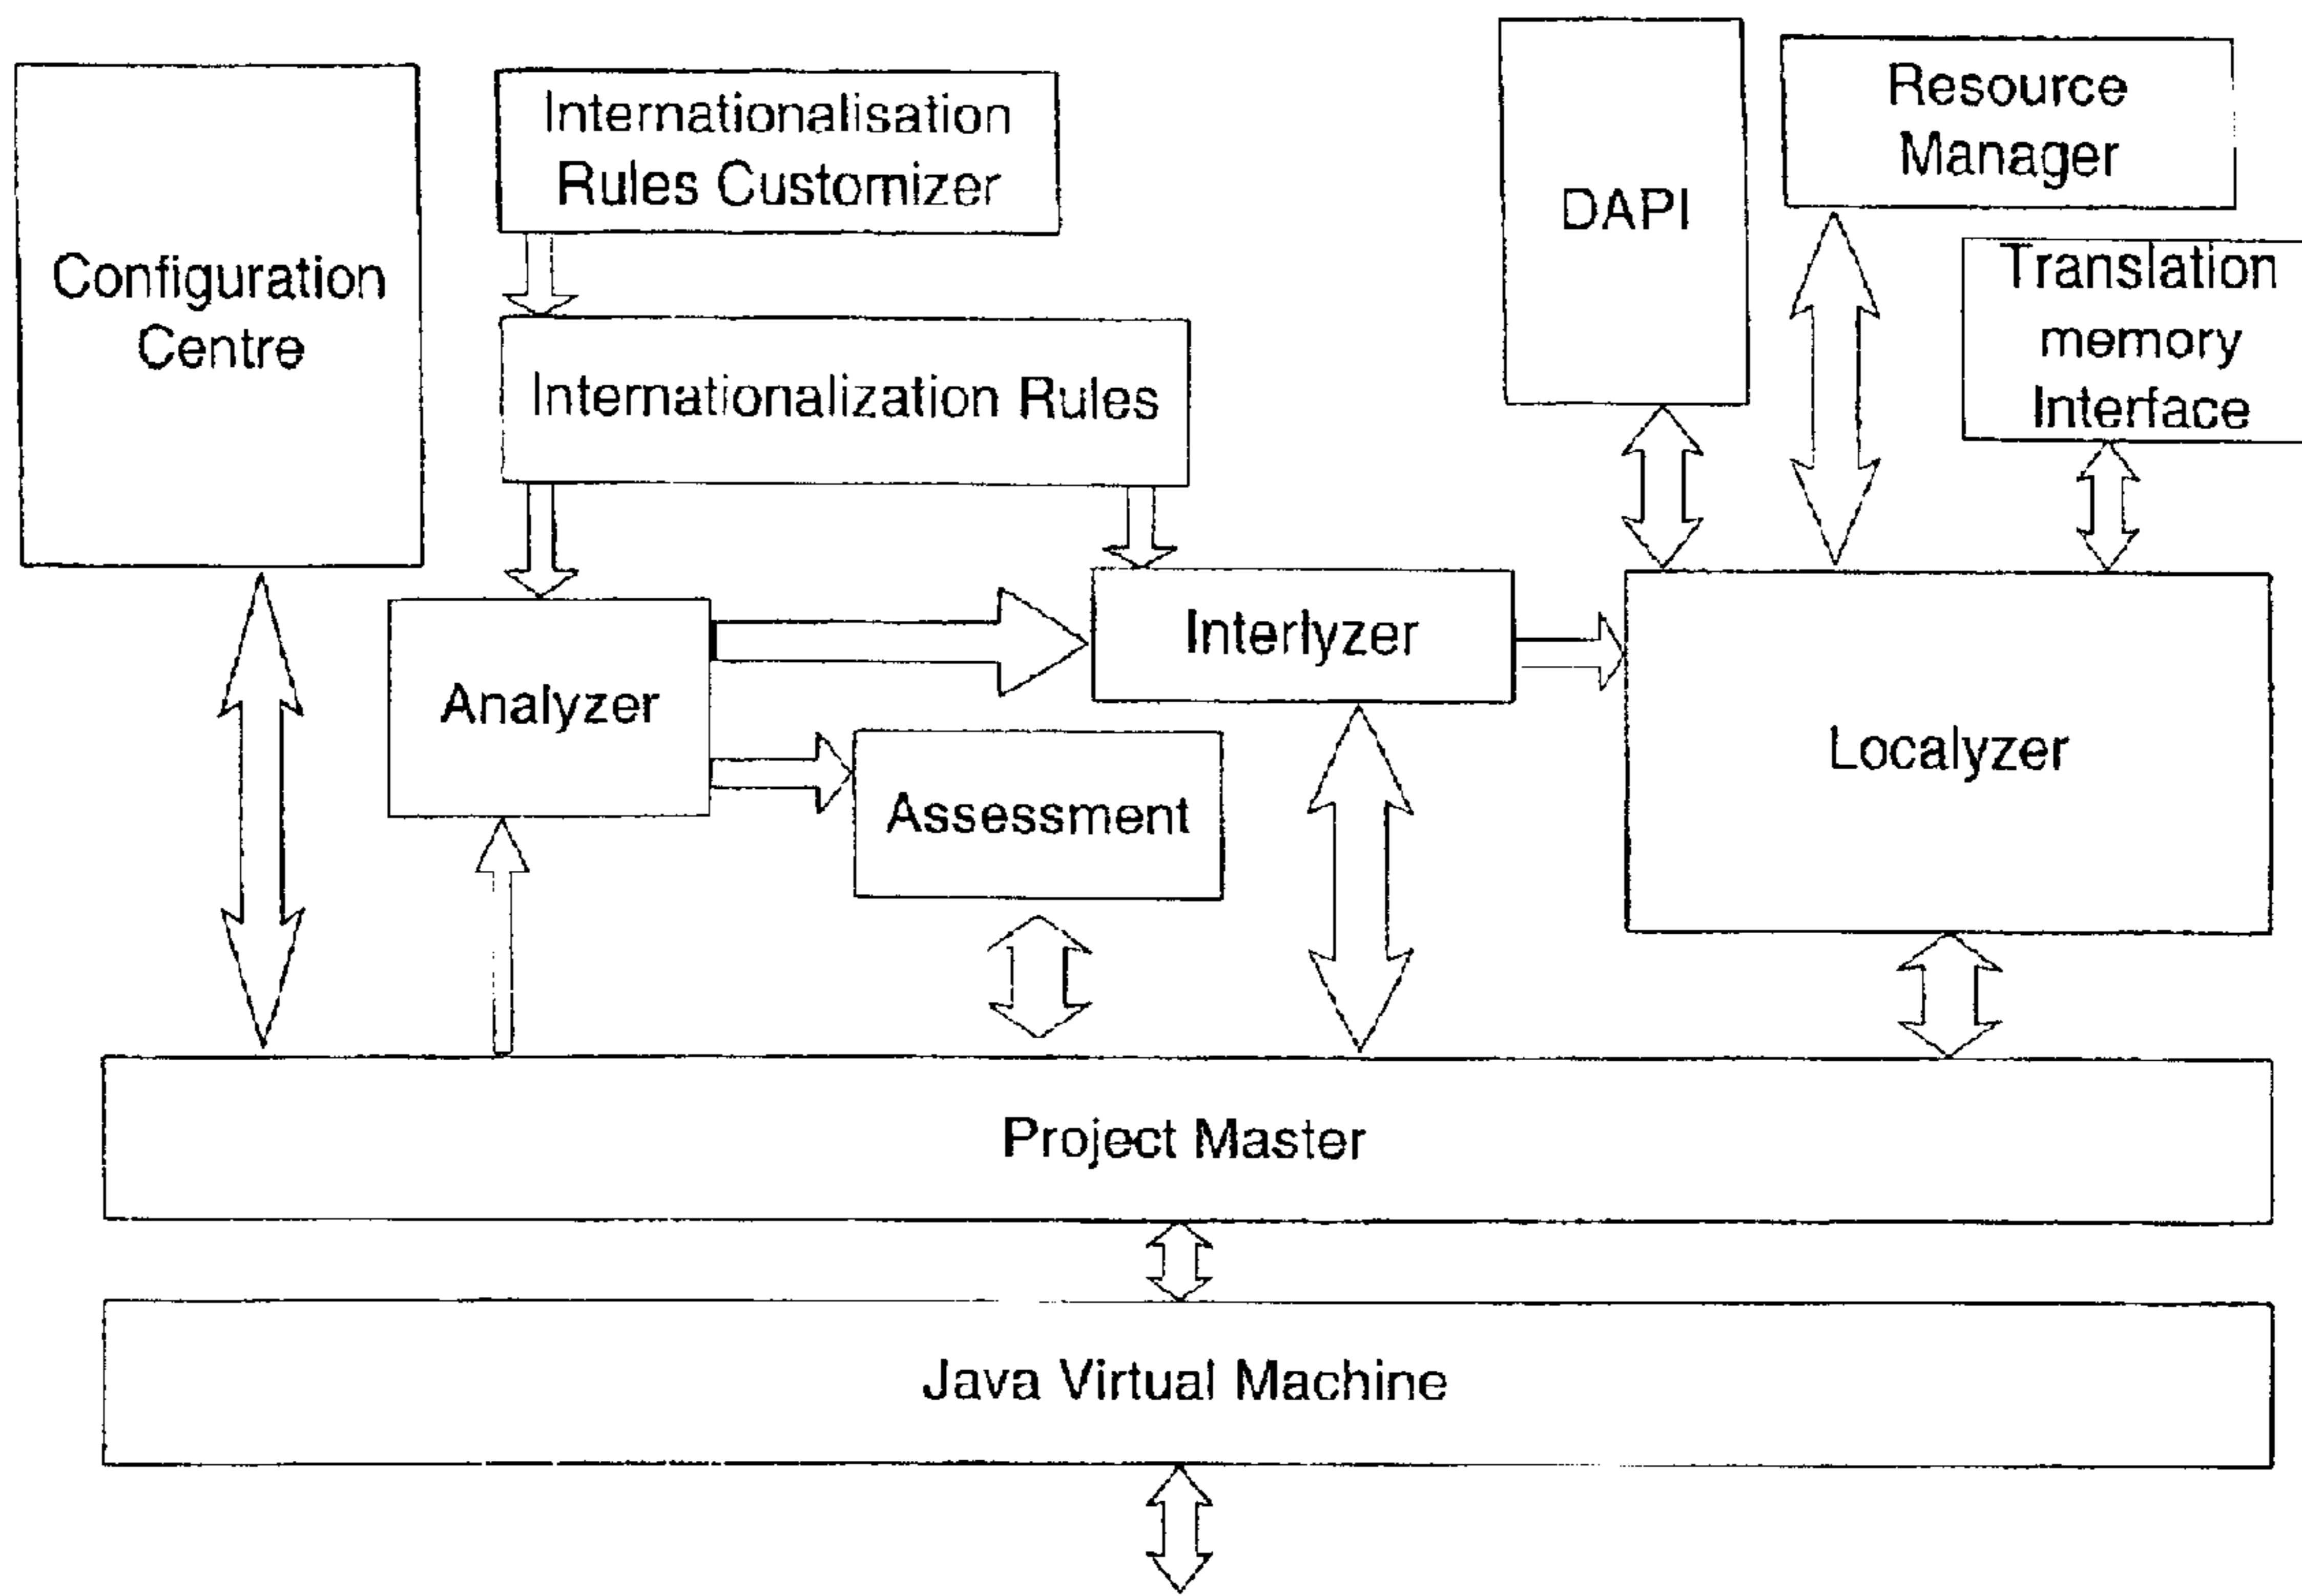 Configuration
Centre
Internationalisation
Rules Customizer
Internationalization Rules
DAPI
Resource
Manager
Translation
memory
Interface
Analyzer
Interlyzer
Assessment
Localyzer
Project Master
Java Virtual Machine